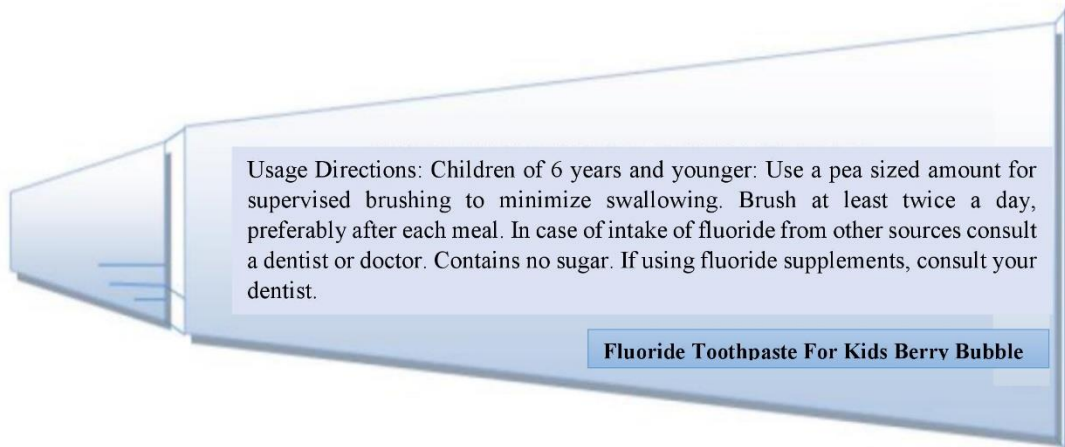 Usage Directions: Children of 6 years and younger: Use a pea sized amount for
supervised brushing to minimize swallowing. Brush at least twice a day,
preferably after each meal. In case of intake of fluoride from other sources consult
a dentist or doctor. Contains no sugar. If using fluoride supplements, consult your
dentist.
Fluoride Toothpaste For Kids Berry Bubble